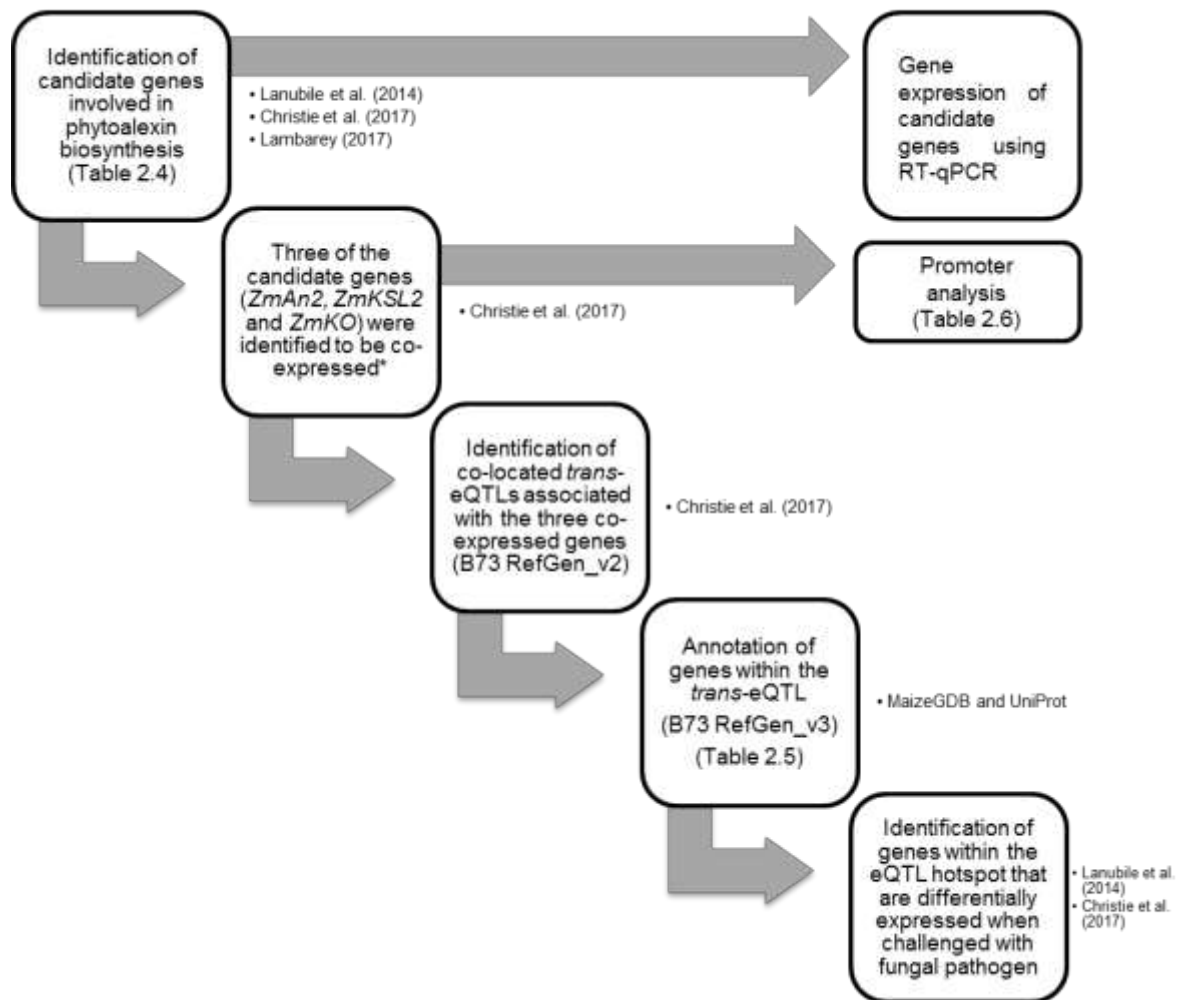 Identification of
candidate genes
involved in
phytoalexin
biosynthesis
(Table 2.4)
• Lanubile et al. (2014)
• Christie et al. (2017)
• Lambarey (2017)
Gene
expression of
candidate
genes using
RT-qPCR
Three of the
candidate genes
(ZmAn2, ZmKSL2
and ZmKO) were
identified to be co-
expressed*
• Christie et al. (2017)
Promoter
analysis
(Table 2.6)
Identification of
co-located trans-
eQTLs associated
with the three co-
expressed genes
(B73 RefGen_v2)
• Christie et al. (2017)
Annotation of
genes within the
trans-eQTL
(B73 RefGen_v3)
(Table 2.5)
• MaizeGDB and UniProt
Identification of
genes within the
eQTL hotspot that
are differentially
expressed when
challenged with
fungal pathogen
• Lanubile et al.
(2014)
• Christie et al.
(2017)